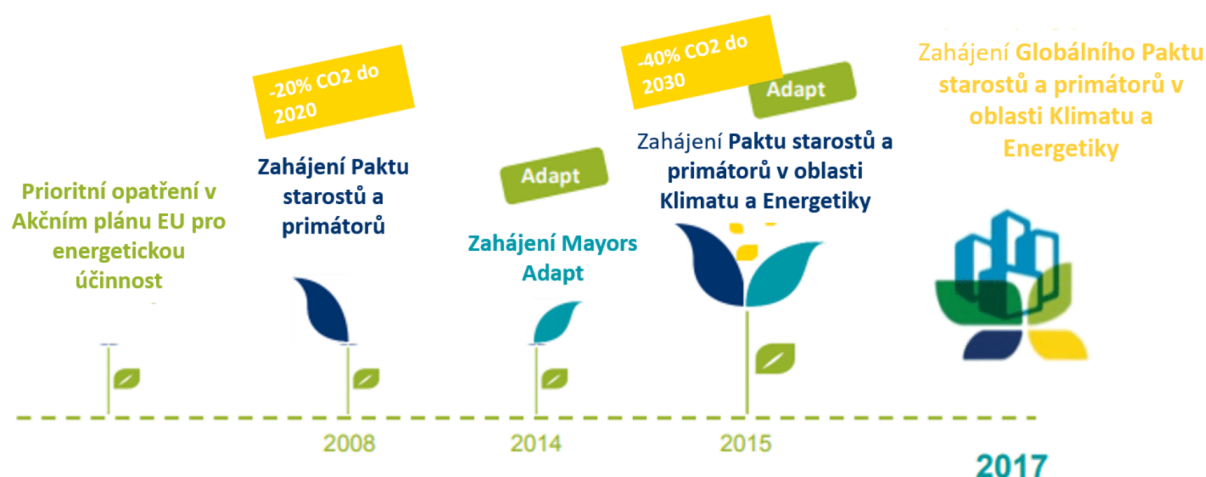 Prioritní opatření v
Akčním plánu EU pro
energetickou
účinnost
-20% CO2 do
2020
Zahájení Paktu
starostů a
primátorů
Adapt
Zahájení Mayors
Adapt
-40% CO2 do
2030
Adapt
Zahájení Paktu starostů a
primátorů v oblasti
Klimatu a Energetiky
Zahájení Globálního Paktu
starostů a primátorů v
oblasti Klimatu a
Energetiky
2008
2014
2015
2017